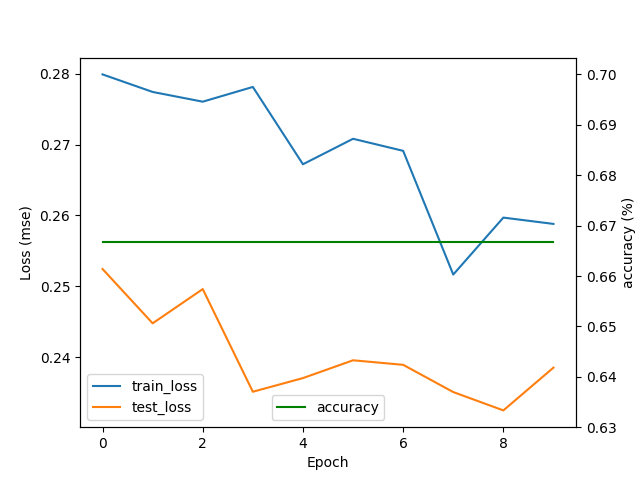 0.28
0.27
0.26
0.25
0.24
Loss (mse)
0.70
0.69
0.68
0.67
0.66
0.65
0.64
0.63
accuracy (%)
train_loss
test_loss
accuracy
0 2 4 6 8
Epoch